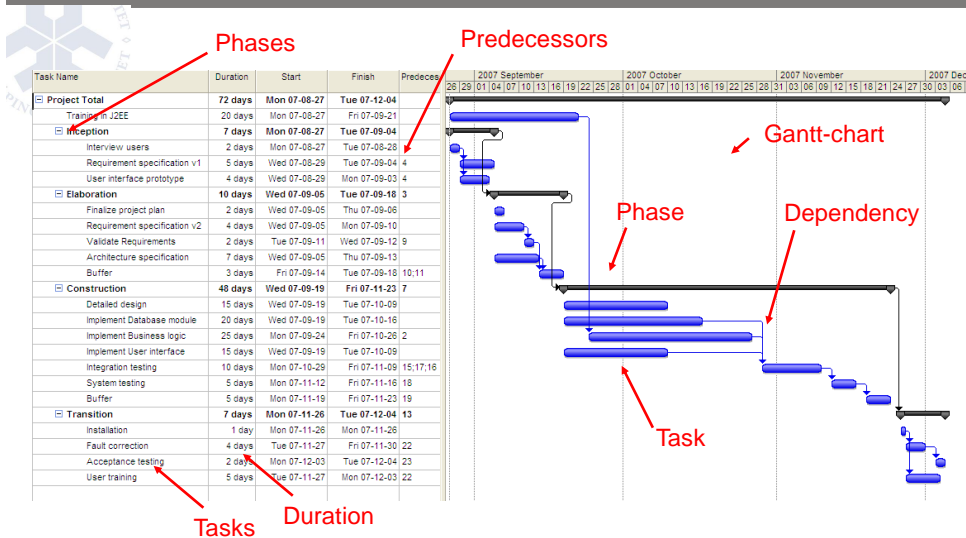 Phases
Predecessors
Task Name Duration Start Finish Predeces 2007 September 2007 October 2007 November 2007 Dec
26 29 01 04 07 10 13 16 19 22 25 28 01 04 07 10 13 16 19 22 25 28 31 03 06 09 12 15 18 21 24 27 30 03 06
Project Total 72 days Mon 07-08-27 Tue 07-12-04
Training in J2EE 20 days Mon 07-08-27 Fri 07-09-21
Inception 7 days Mon 07-08-27 Tue 07-09-04
Gantt-chart
Interview users 2 days Mon 07-08-27 Tue 07-08-28
Requirement specification v1 5 days Wed 07-08-29 Tue 07-09-04 4
User interface prototype 4 days Wed 07-08-29 Mon 07-09-03 4
Elaboration 10 days Wed 07-09-05 Tue 07-09-18 3
Finalize project plan 2 days Wed 07-09-05 Thu 07-09-06
Phase
Dependency
Requirement specification v2 4 days Wed 07-09-05 Mon 07-09-10
Validate Requirements 2 days Tue 07-09-11 Wed 07-09-12 9
Architecture specification 7 days Wed 07-09-05 Thu 07-09-13
Buffer 3 days Fri 07-09-14 Tue 07-09-18 10;11
Construction 48 days Wed 07-09-19 Fri 07-11-23 7
Detailed design 15 days Wed 07-09-19 Tue 07-10-09
Implement Database module 20 days Wed 07-09-19 Tue 07-10-16
Implement Business logic 25 days Mon 07-09-24 Fri 07-10-26 2
Implement User interface 15 days Wed 07-09-19 Tue 07-10-09
Integration testing 10 days Mon 07-10-29 Fri 07-11-09 15;17;16
System testing 5 days Mon 07-11-12 Fri 07-11-16 18
Buffer 5 days Mon 07-11-19 Fri 07-11-23 19
Transition 7 days Mon 07-11-26 Tue 07-12-04 13
Installation 1 day Mon 07-11-26 Mon 07-11-26
Task
Fault correction 4 days Tue 07-11-27 Fri 07-11-30 22
Acceptance testing 2 days Mon 07-12-03 Tue 07-12-04 23
User training 5 days Tue 07-11-27 Mon 07-12-03 22
Duration
Tasks